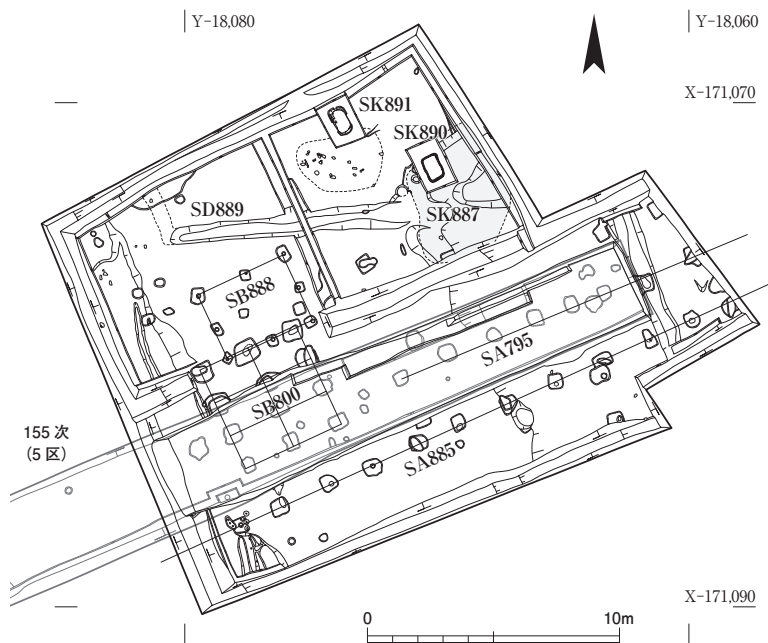 Y-18,080
Y-18,060
X-171,070
SK891
SK890
SD889
SK887
SB888
SA795
SB800
155 次
(5 区)
SA885
X-171,090
0
10m